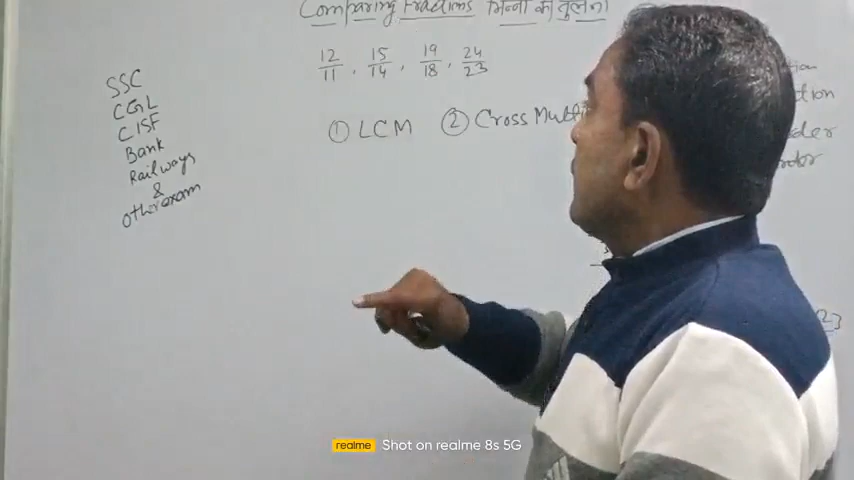 Comparing Fractions भिन्नों की तुलना
12/11, 15/14, 19/18, 24/23
① LCM ② Cross Multi
SSC
CGL
CISF
Bank
Railways
&
Other exam
realme Shot on realme 8s 5G